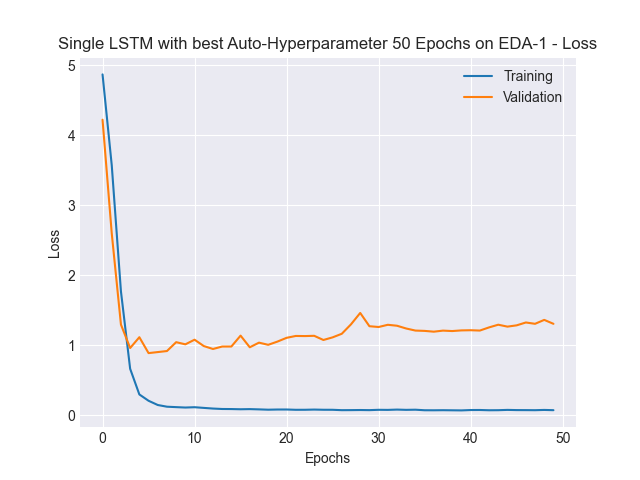 Single LSTM with best Auto-Hyperparameter 50 Epochs on EDA-1 - Loss
Training
Validation
5
4
3
2
1
0
Loss
0
10
20
30
40
50
Epochs